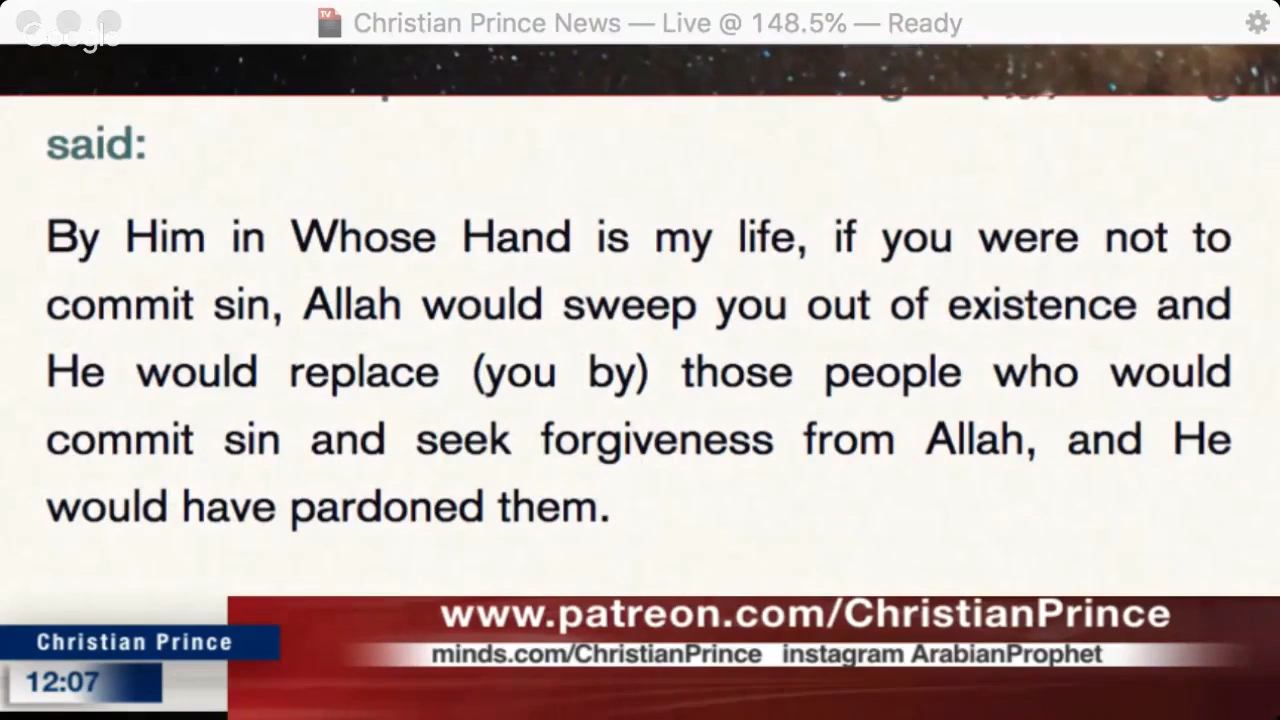 Christian Prince News — Live @ 148.5% — Ready
Google
said:
By Him in Whose Hand is my life, if you were not to
commit sin, Allah would sweep you out of existence and
He would replace (you by) those people who would
commit sin and seek forgiveness from Allah, and He
would have pardoned them.
www.patreon.com/ChristianPrince
Christian Prince
minds.com/ChristianPrince instagram ArabianProphet
12:07